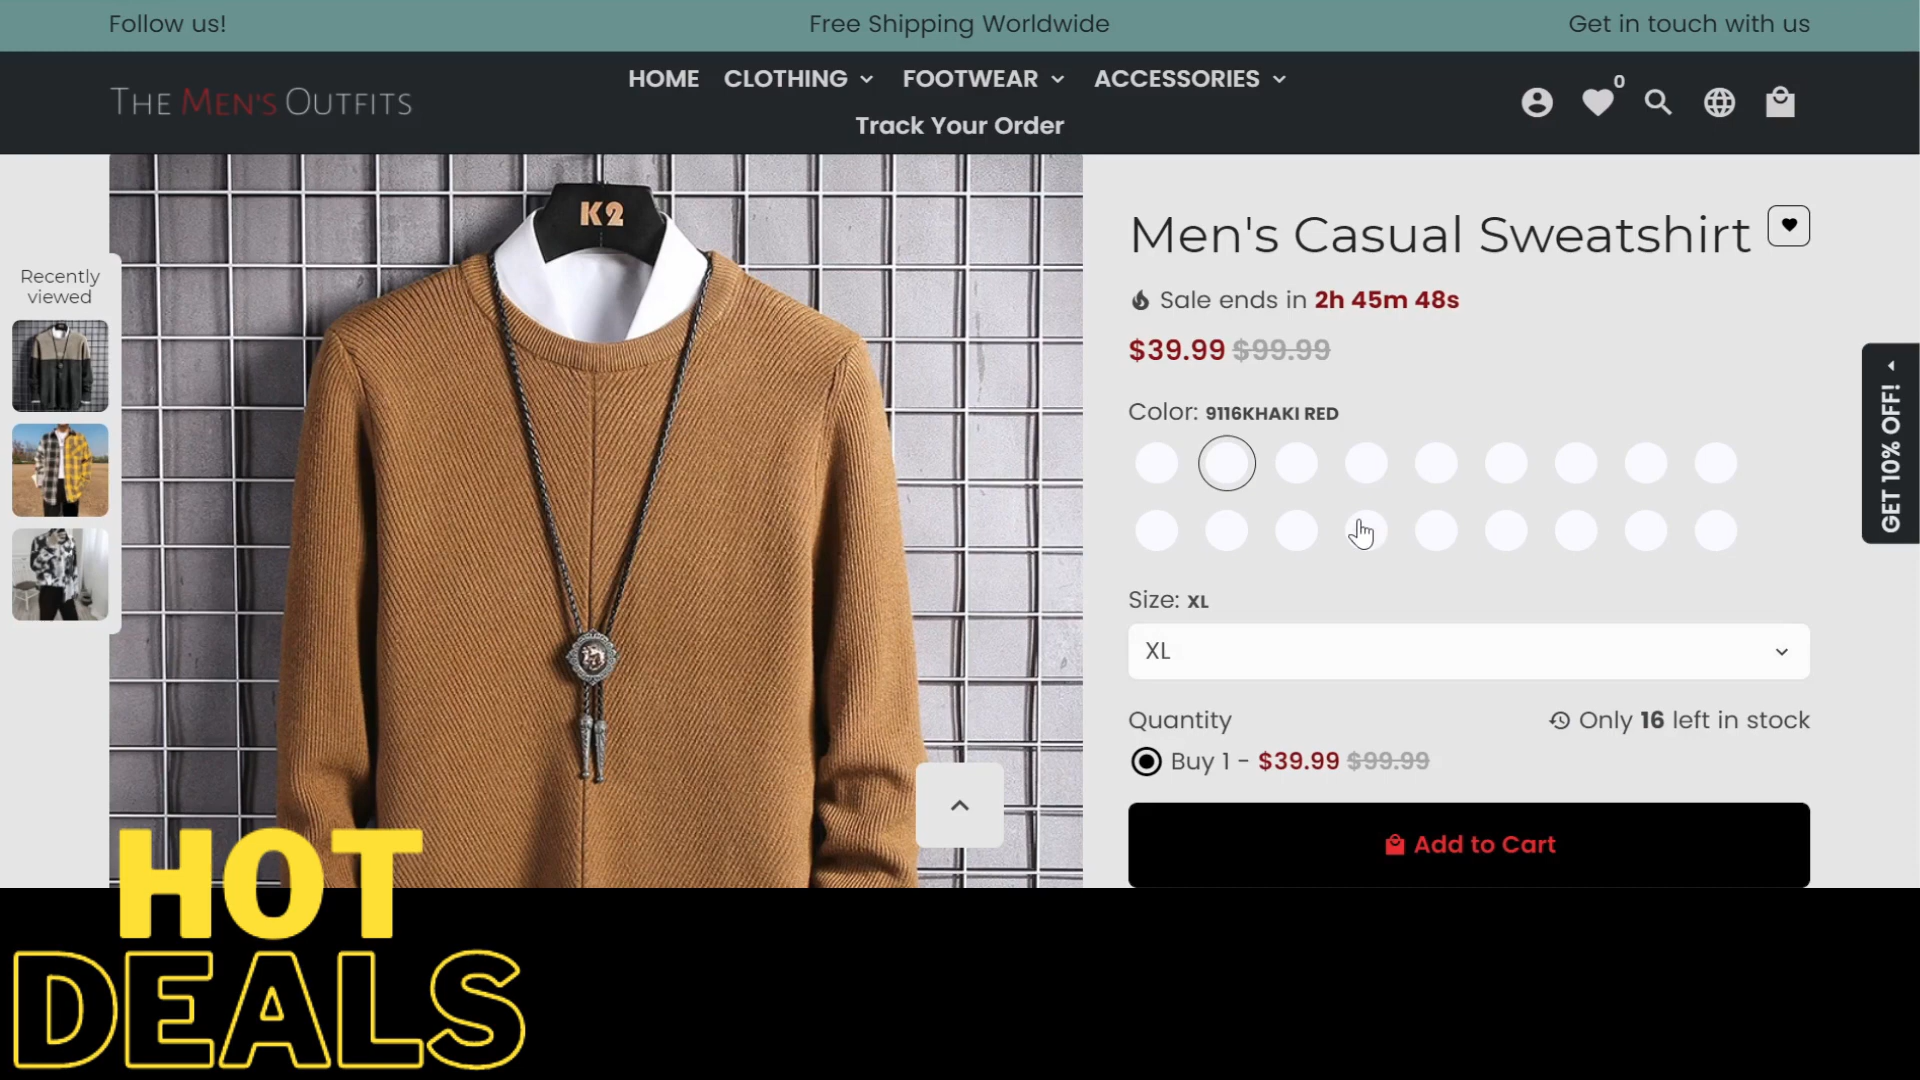 Follow us!
Free Shipping Worldwide
Get in touch with us
THE MEN'S OUTFITS
HOME CLOTHING FOOTWEAR ACCESSORIES
Track Your Order
0
K2
Recently
viewed
Men's Casual Sweatshirt
Sale ends in 2h 45m 48s
$39.99 $99.99
Color: 9116KHAKI RED
Size: XL
XL
Quantity
Only 16 left in stock
Buy 1 - $39.99 $99.99
Add to Cart
GET 10% OFF!
HOT
DEALS